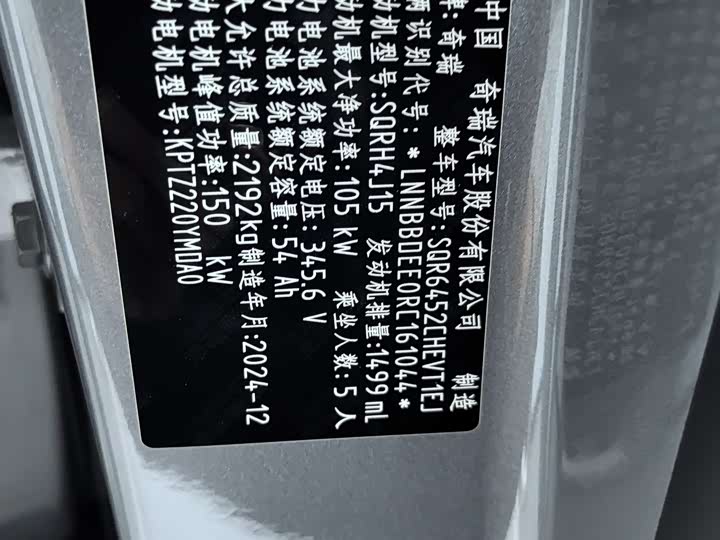 中国 奇瑞汽车股份有限公司 制造
牌: 奇瑞 整车型号: SQR6452CHEVT1EJ
辆识别代号: *LNNBBDEE0RC161044*
动机型号: SQRH4J15 发动机排量: 1499 ml
动机最大净功率: 105 kW 乘坐人数: 5 人
力电池系统额定电压: 345.6 V
力电池系统额定容量: 54 Ah
大允许总质量: 2192kg 制造年月: 2024-12
动电机峰值功率: 150 kW
动电机型号: KPTZ220YMDA0